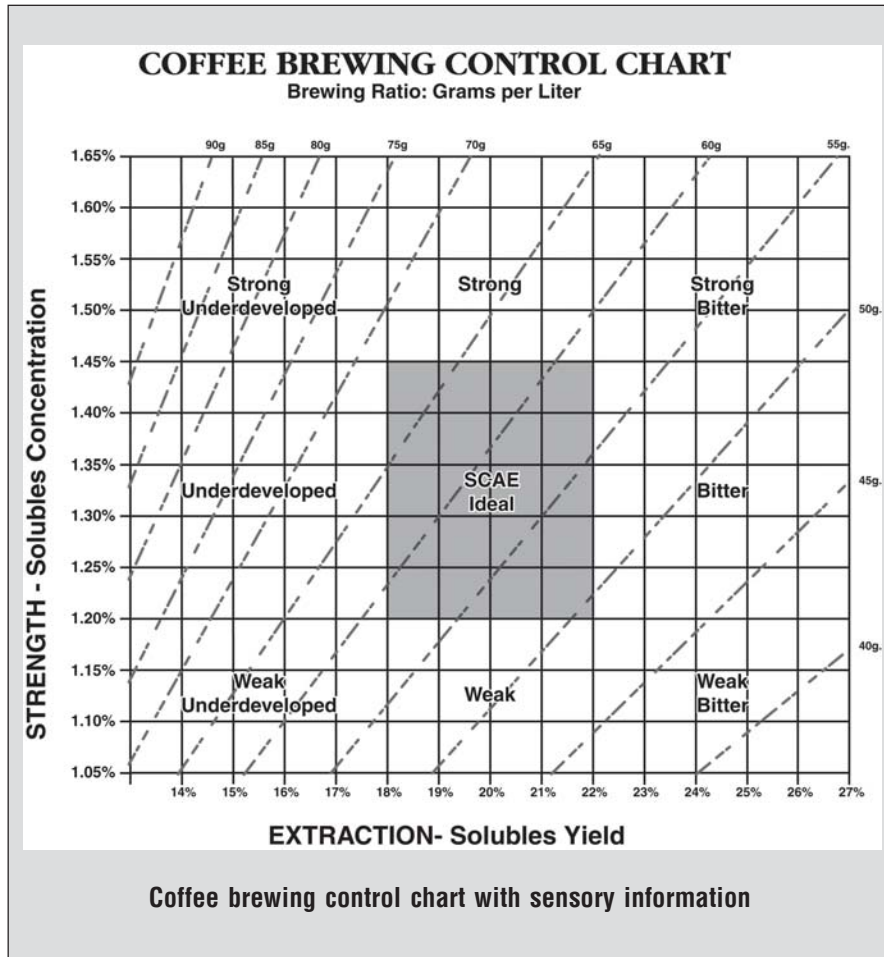 COFFEE BREWING CONTROL CHART
Brewing Ratio: Grams per Liter
90g 85g 80g 75g 70g 65g 60g 55g.
1.65%
1.60%
1.55%
Strong Strong Strong
Underdeveloped Bitter
1.50% 50g.
1.45%
1.40%
1.35%
SCAE
Underdeveloped Ideal Bitter
45g.
1.30%
1.25%
1.20%
1.15%
40g.
Weak Weak Weak
Underdeveloped Bitter
1.10%
1.05%
14% 15% 16% 17% 18% 19% 20% 21% 22% 23% 24% 25% 26% 27%
STRENGTH - Solubles Concentration
EXTRACTION- Solubles Yield
Coffee brewing control chart with sensory information